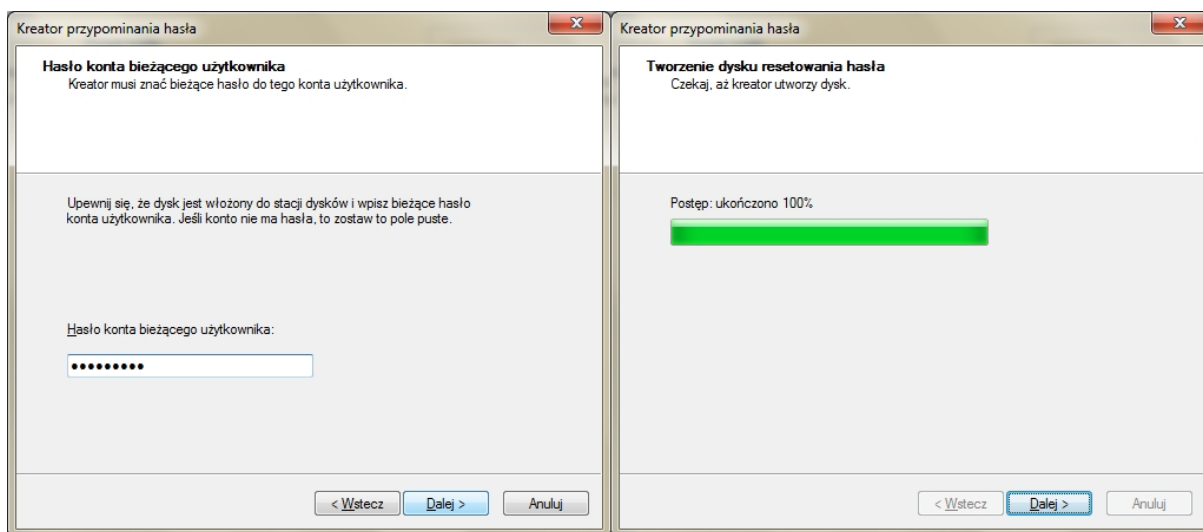 Kreator przypominania hasła
Hasło konta bieżącego użytkownika
Kreator musi znać bieżące hasło do tego konta użytkownika.
Upewnij się, że dysk jest włożony do stacji dysków i wpisz bieżące hasło
konta użytkownika. Jeśli konto nie ma hasła, to zostaw to pole puste.
Hasło konta bieżącego użytkownika:
•••••••••
< Wstecz
Dalej >
Anuluj
Kreator przypominania hasła
Tworzenie dysku resetowania hasła
Czekaj, aż kreator utworzy dysk.
Postęp: ukończono 100%
< Wstecz
Dalej >
Anuluj